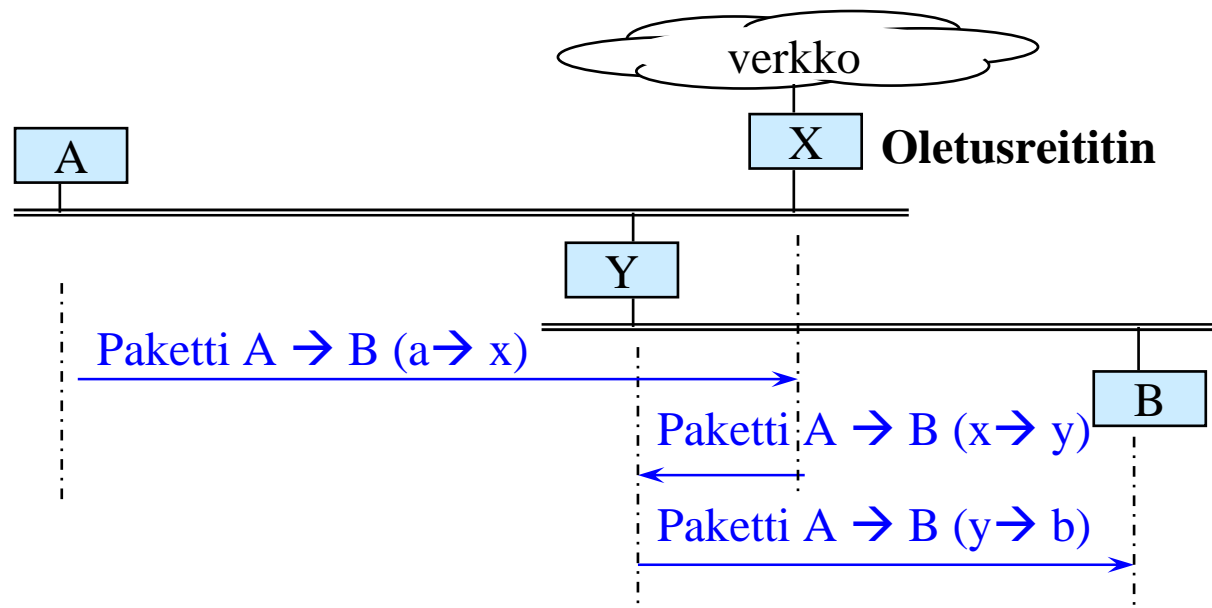 verkko
A
X Oletusreititin
Y
Paketti A → B (a→ x)
B
Paketti A → B (x→ y)
Paketti A → B (y→ b)